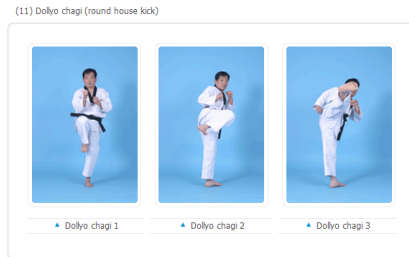 (11) Dollyo chagi (round house kick)
▲ Dollyo chagi 1
▲ Dollyo chagi 2
▲ Dollyo chagi 3